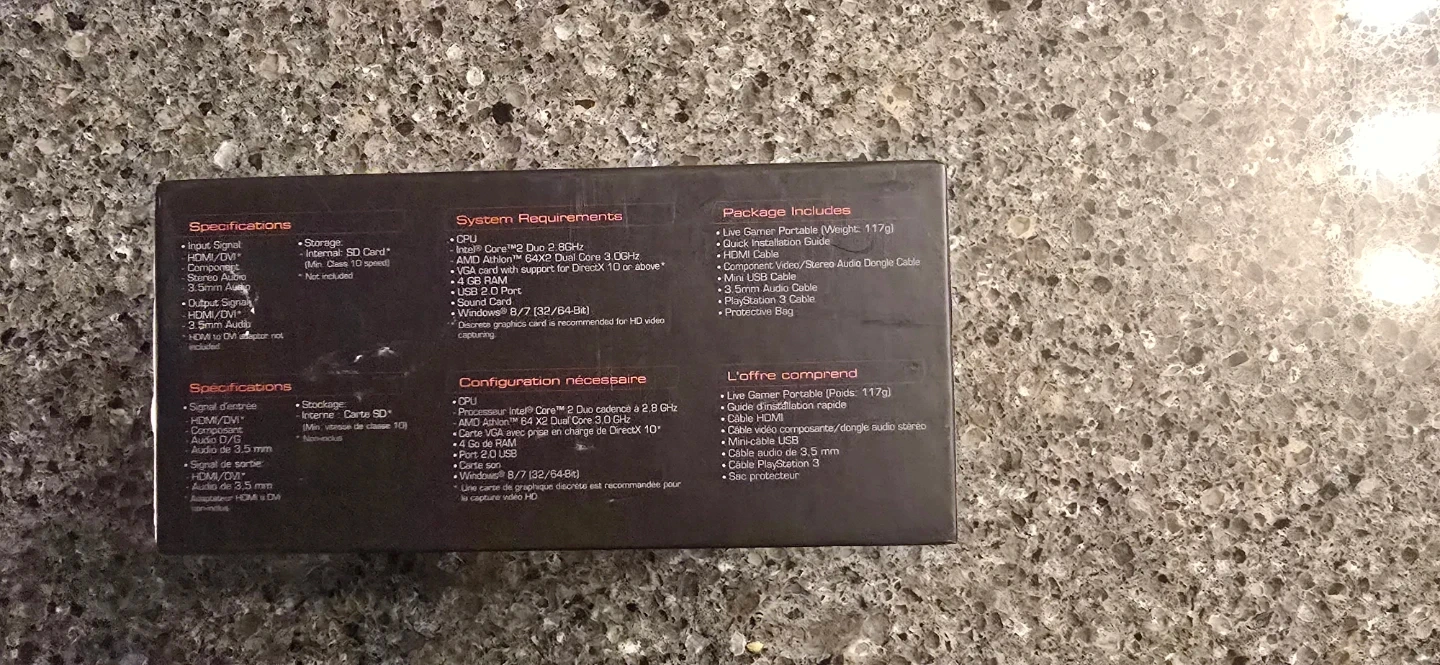 Specifications
• Input Signal:
- HDMI/DVI*
- Component
- Stereo Audio
- 3.5mm Audio
• Output Signal:
- HDMI/DVI*
- 3.5mm Audio
* HDMI to DVI adaptor not
included
• Storage:
- Internal: SD Card*
(Min. Class 10 speed)
* Not included
System Requirements
• CPU
- Intel® Core™2 Duo 2.8GHz
- AMD Athlon™ 64X2 Dual Core 3.0GHz
• VGA card with support for DirectX 10 or above*
• 4 GB RAM
• USB 2.0 Port
• Sound Card
• Windows® 8/7 (32/64-Bit)
* Discrete graphics card is recommended for HD video
capturing.
Package Includes
• Live Gamer Portable (Weight: 117g)
• Quick Installation Guide
• HDMI Cable
• Component Video/Stereo Audio Dongle Cable
• Mini USB Cable
• 3.5mm Audio Cable
• PlayStation 3 Cable
• Protective Bag
Spécifications
• Signal d'entrée
- HDMI/DVI*
- Composant
- Audio D/G
- Audio de 3,5 mm
• Signal de sortie:
- HDMI/DVI*
- Audio de 3,5 mm
* Adaptateur HDMI à DVI
non-inclus
• Stockage:
- Interne : Carte SD*
(Min. vitesse de classe 10)
* Non-inclus
Configuration nécessaire
• CPU
- Processeur Intel® Core™ 2 Duo cadencé à 2,8 GHz
- AMD Athlon™ 64 X2 Dual Core 3,0 GHz
• Carte VGA avec prise en charge de DirectX 10*
• 4 Go de RAM
• Port 2.0 USB
• Carte son
• Windows® 8/7 (32/64-Bit)
* Une carte de graphique discrète est recommandée pour
la capture vidéo HD.
L'offre comprend
• Live Gamer Portable (Poids: 117g)
• Guide d'installation rapide
• Câble HDMI
• Câble vidéo composante/dongle audio stéréo
• Mini-câble USB
• Câble audio de 3,5 mm
• Câble PlayStation 3
• Sac protecteur